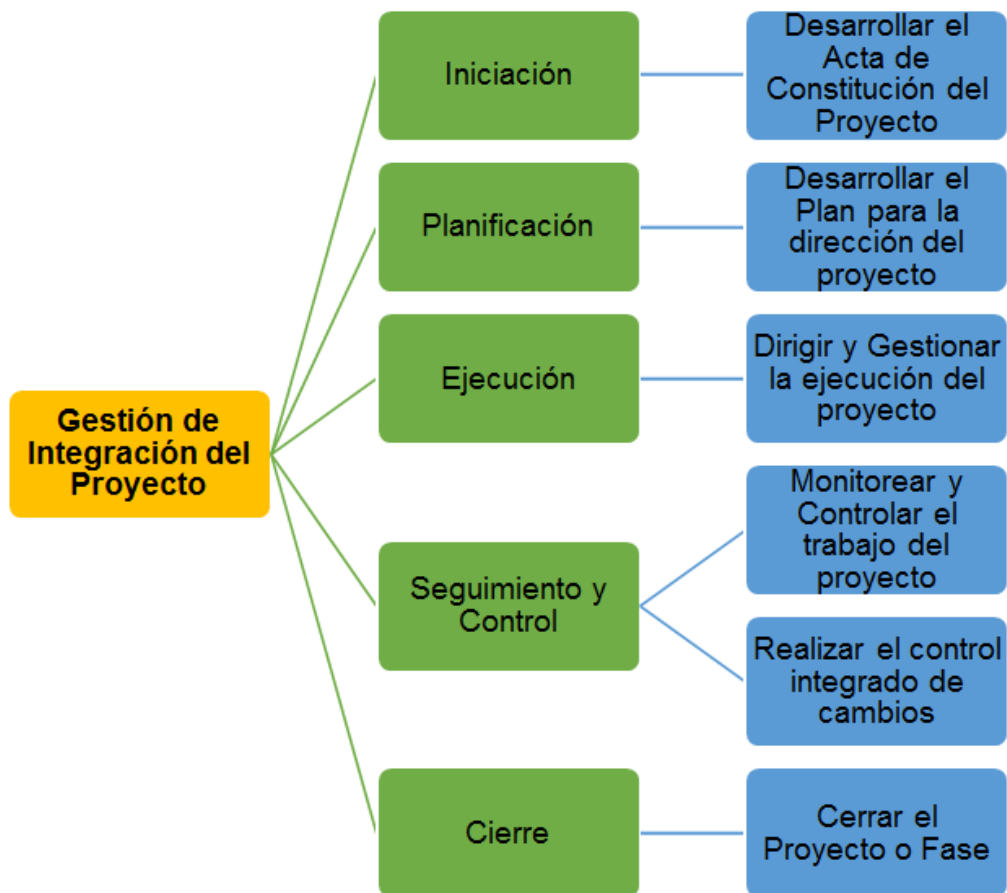 Gestión de
Integración del
Proyecto
Iniciación
Desarrollar el
Acta de
Constitución del
Proyecto
Planificación
Desarrollar el
Plan para la
dirección del
proyecto
Ejecución
Dirigir y Gestionar
la ejecución del
proyecto
Seguimiento y
Control
Monitorear y
Controlar el
trabajo del
proyecto
Realizar el control
integrado de
cambios
Cierre
Cerrar el
Proyecto o Fase